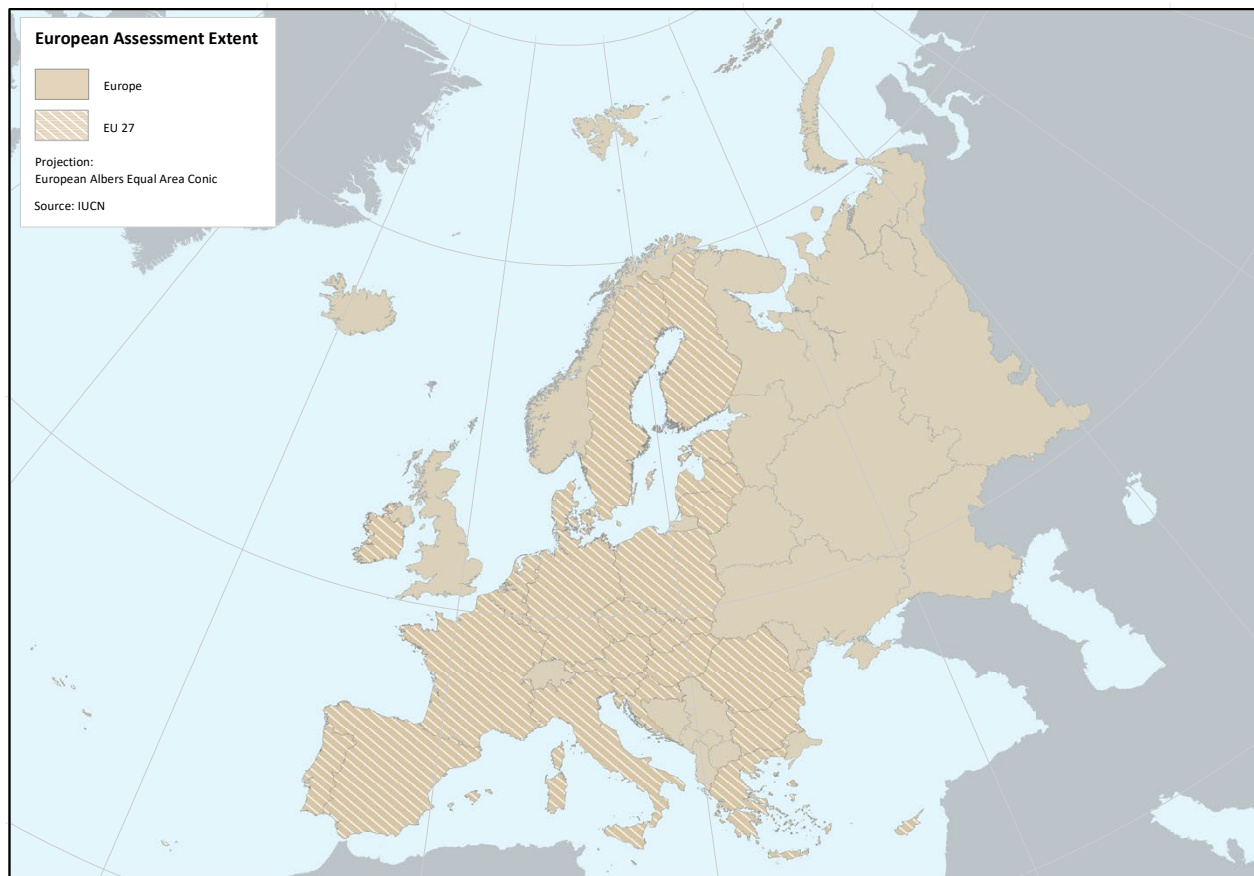 European Assessment Extent
Europe
EU 27
Projection:
European Albers Equal Area Conic
Source: IUCN